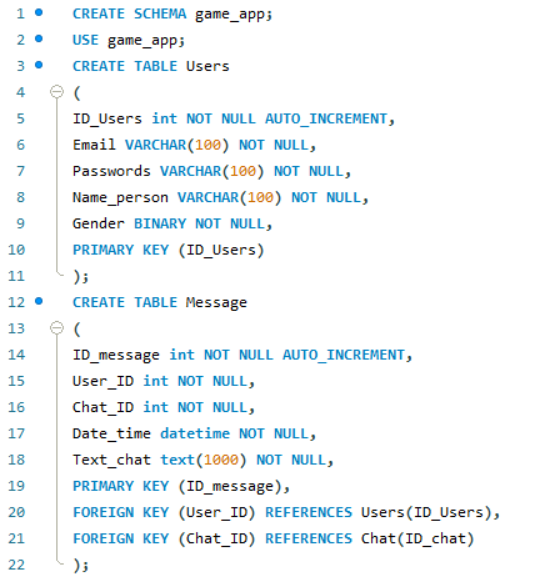 1 CREATE SCHEMA game_app;
2 USE game_app;
3 CREATE TABLE Users
4 (
5 ID_Users int NOT NULL AUTO_INCREMENT,
6 Email VARCHAR(100) NOT NULL,
7 Passwords VARCHAR(100) NOT NULL,
8 Name_person VARCHAR(100) NOT NULL,
9 Gender BINARY NOT NULL,
10 PRIMARY KEY (ID_Users)
11 );
12 CREATE TABLE Message
13 (
14 ID_message int NOT NULL AUTO_INCREMENT,
15 User_ID int NOT NULL,
16 Chat_ID int NOT NULL,
17 Date_time datetime NOT NULL,
18 Text_chat text(1000) NOT NULL,
19 PRIMARY KEY (ID_message),
20 FOREIGN KEY (User_ID) REFERENCES Users(ID_Users),
21 FOREIGN KEY (Chat_ID) REFERENCES Chat(ID_chat)
22 );